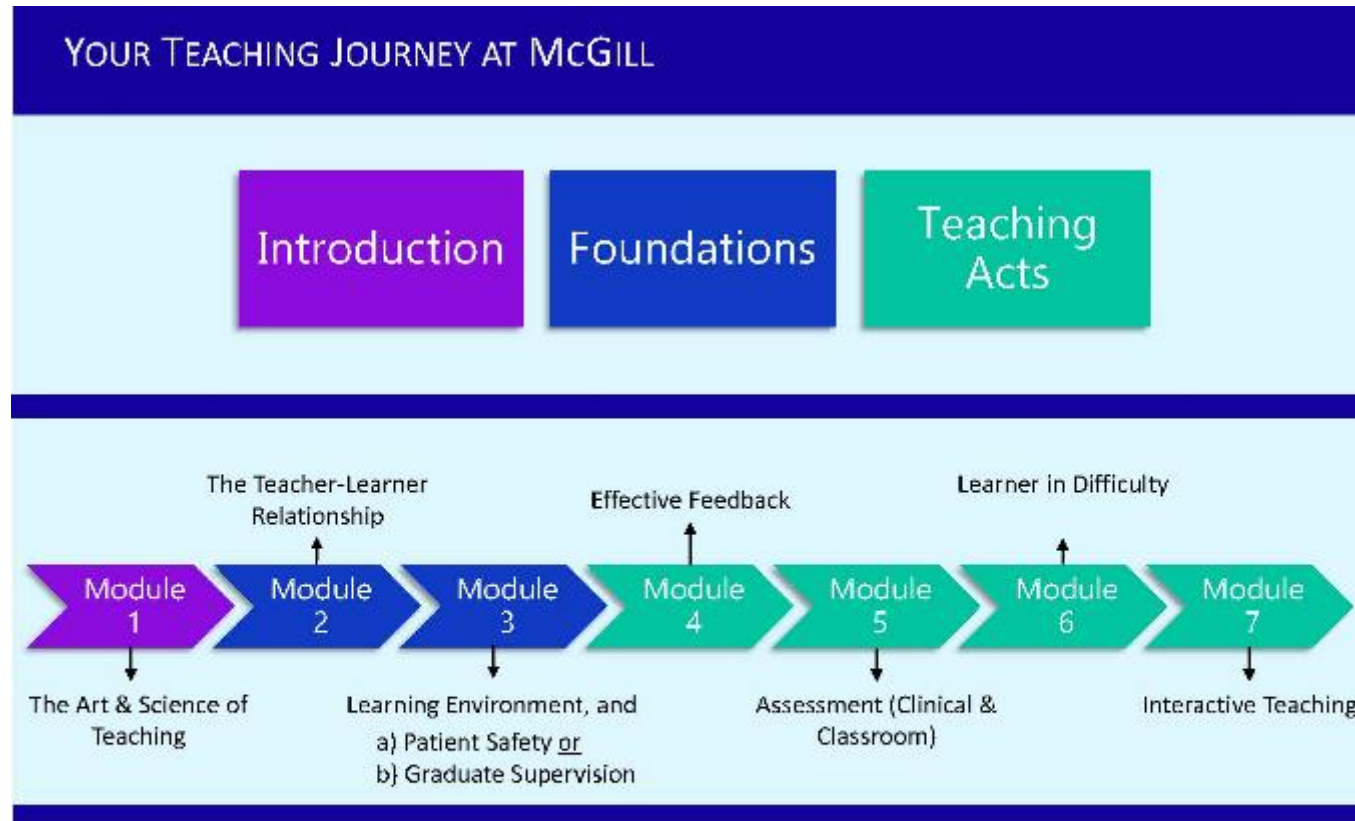 YOUR TEACHING JOURNEY AT MCGILL
Introduction
Foundations
Teaching
Acts
The Teacher-Learner
Relationship
Effective Feedback
Learner in Difficulty
Module
1
Module
2
Module
3
Module
4
Module
5
Module
6
Module
7
The Art & Science of
Teaching
Learning Environment, and
a) Patient Safety or
b) Graduate Supervision
Assessment (Clinical &
Classroom)
Interactive Teaching